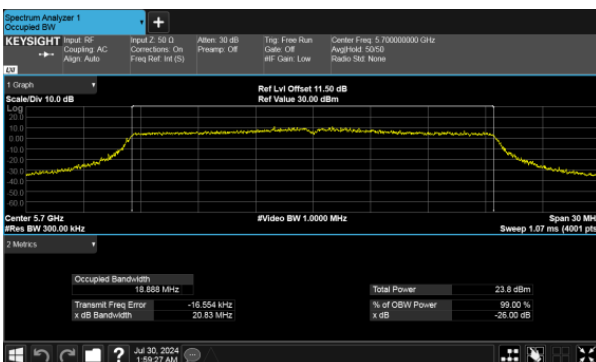 Spectrum Analyzer 1
Occupied BW
+
KEYSIGHT Input: RF Input Z: 50 Ω Atten: 30 dB Trig: Free Run Center Freq: 5.700000000 GHz
Coupling: AC Corrections: On Preamp: Off Gate: Off Avg|Hold: 50/50
Align: Auto Freq Ref: Int (S) #IF Gain: Low Radio Std: None
LXI
1 Graph Ref Lvl Offset 11.50 dB
Scale/Div 10.0 dB Ref Value 30.00 dBm
Log
20.0
10.0
0.00
-10.0
-20.0
-30.0
-40.0
-50.0
-60.0
Center 5.7 GHz #Video BW 1.0000 MHz Span 30 MH
#Res BW 300.00 kHz Sweep 1.07 ms (4001 pts
2 Metrics
Occupied Bandwidth
18.888 MHz Total Power 23.8 dBm
Transmit Freq Error -16.554 kHz % of OBW Power 99.00 %
x dB Bandwidth 20.83 MHz x dB -26.00 dB
? Jul 30, 2024
1:59:27 AM